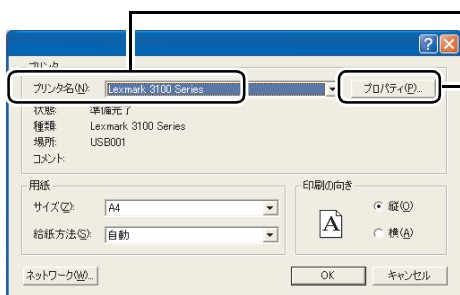 プリンタ
プリンタ名(N): Lexmark 3100 Series プロパティ(P)...
状態: 準備完了
種類: Lexmark 3100 Series
場所: USB001
コメント:
用紙
サイズ(Z): A4
給紙方法(S): 自動
印刷の向き
A
縦(O)
横(A)
ネットワーク(W)... OK キャンセル